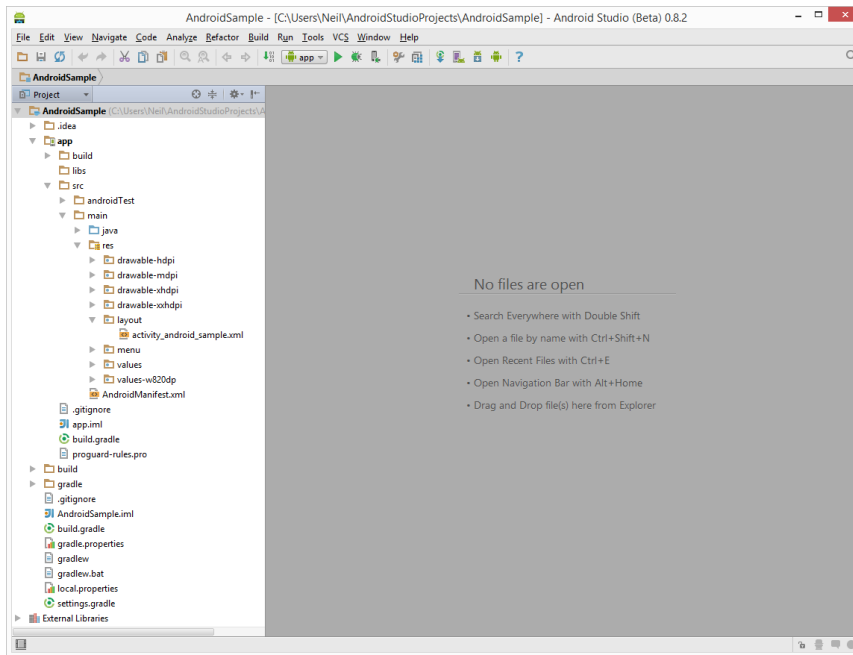 AndroidSample - [C:\Users\Neil\AndroidStudioProjects\AndroidSample] - Android Studio (Beta) 0.8.2
File Edit View Navigate Code Analyze Refactor Build Run Tools VCS Window Help
app
AndroidSample
Project
AndroidSample (C:\Users\Neil\AndroidStudioProjects\A
.idea
app
build
libs
src
androidTest
main
java
res
drawable-hdpi
drawable-mdpi
drawable-xhdpi
drawable-xxhdpi
layout
activity_android_sample.xml
menu
values
values-w820dp
AndroidManifest.xml
.gitignore
app.iml
build.gradle
proguard-rules.pro
build
gradle
.gitignore
AndroidSample.iml
build.gradle
gradle.properties
gradlew
gradlew.bat
local.properties
settings.gradle
External Libraries
No files are open
• Search Everywhere with Double Shift
• Open a file by name with Ctrl+Shift+N
• Open Recent Files with Ctrl+E
• Open Navigation Bar with Alt+Home
• Drag and Drop file(s) here from Explorer